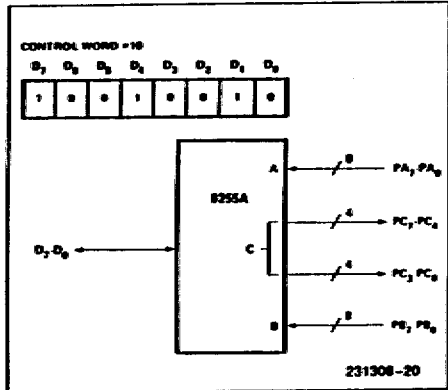 CONTROL WORD #10
D₇ D₆ D₅ D₄ D₃ D₂ D₁ D₀
1 0 0 1 0 0 1 0
A 8 PA₇-PA₀
8255A
4 PC₇-PC₄
D₇-D₀ C
4 PC₃-PC₀
B 8 PB₇-PB₀
231308-20